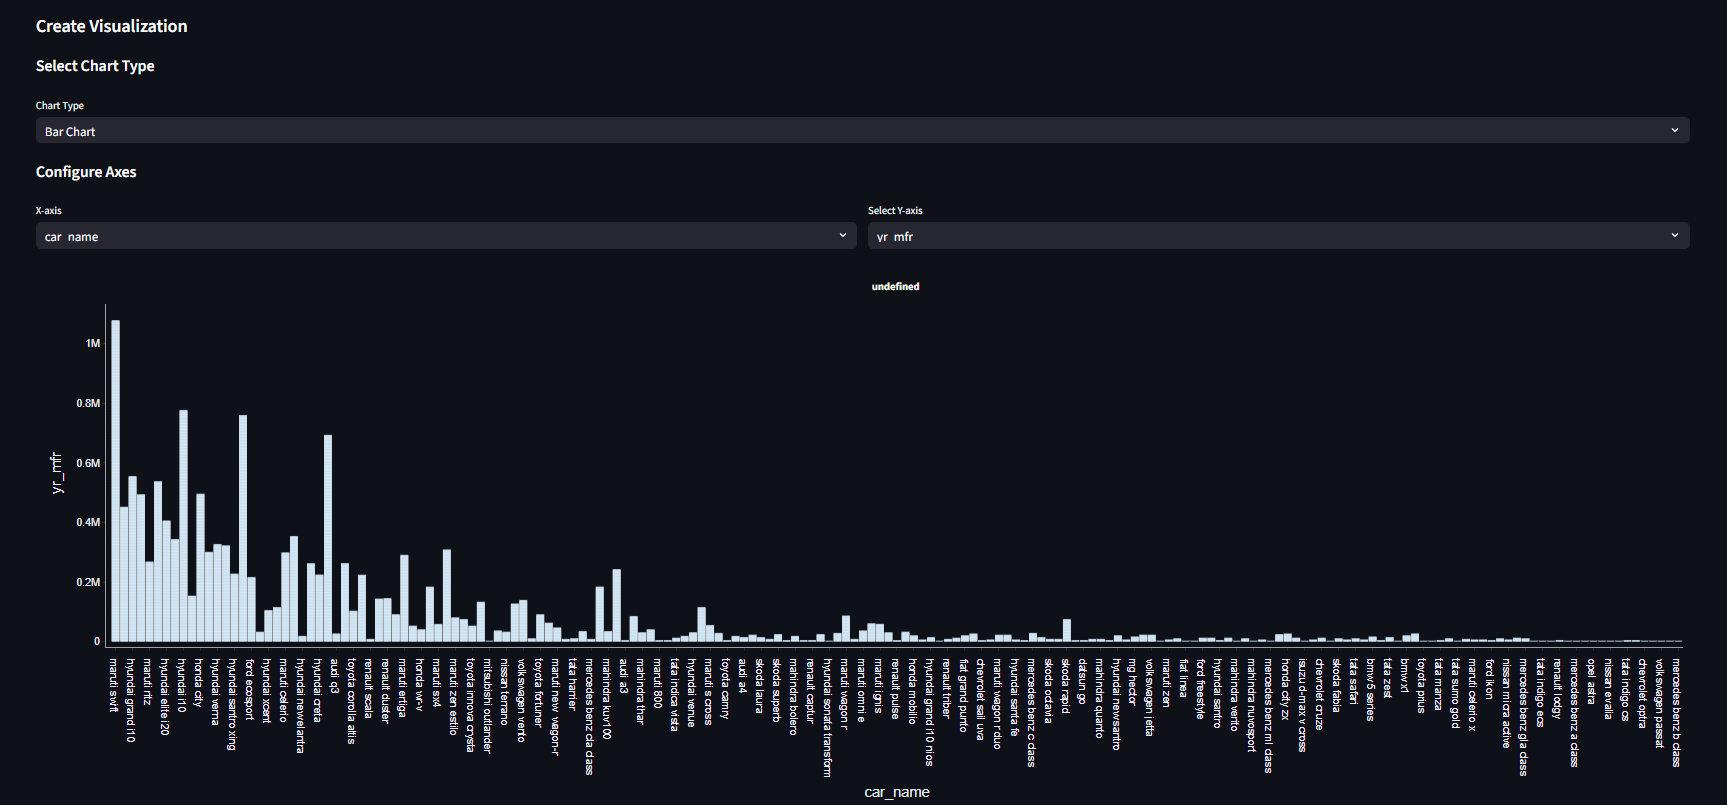 Create Visualization
Select Chart Type
Chart Type
Bar Chart
Configure Axes
X-axis
Select Y-axis
car_name
yr_mfr
undefined
1M
0.8M
0.6M
0.4M
0.2M
0
yr_mfr
maruti swift
hyundai grand i10
maruti ritz
hyundai elite i20
hyundai i10
honda city
hyundai verna
hyundai santro xing
ford ecosport
hyundai xcent
maruti celerio
hyundai new elantra
hyundai creta
audi q3
toyota corolla altis
renault scala
renault duster
maruti ertiga
honda wr-v
maruti sx4
maruti zen estilo
toyota innova crysta
mitsubishi outlander
nissan terrano
volkswagen vento
toyota fortuner
maruti new wagon-r
tata harrier
mercedes benz cla class
mahindra kuv100
audi a3
mahindra thar
maruti 800
tata indica vista
hyundai venue
maruti s cross
toyota camry
audi a4
skoda laura
skoda superb
mahindra bolero
renault captur
hyundai sonata transform
maruti wagon r
maruti omni e
maruti ignis
renault pulse
honda mobilio
hyundai grand i10 nios
renault triber
fiat grand punto
chevrolet sail uva
maruti wagon r duo
hyundai santa fe
mercedes benz c class
skoda octavia
skoda rapid
datsun go
mahindra quanto
hyundai newsantro
mg hector
volkswagen jetta
maruti zen
fiat linea
ford freestyle
hyundai santro
mahindra verito
mahindra nuvosport
mercedes benz ml class
honda city zx
isuzu d-max v cross
chevrolet cruze
skoda fabia
tata safari
bmw 5 series
tata zest
bmw x1
toyota prius
tata manza
tata sumo gold
maruti celerio x
ford ikon
nissan micra active
mercedes benz gla class
tata indigo ecs
renault lodgy
mercedes benz a class
opel astra
nissan evalia
tata indigo cs
chevrolet optra
volkswagen passat
mercedes benz b class
car_name